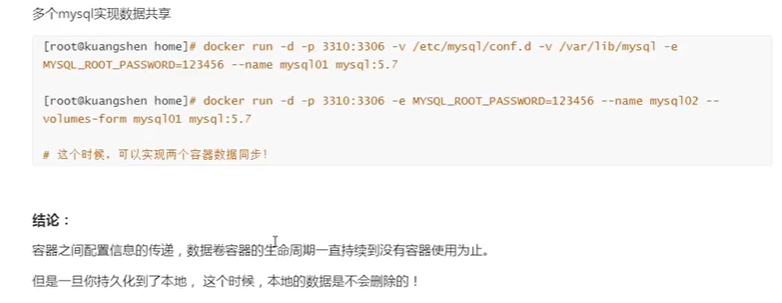 多个mysql实现数据共享
[root@kuangshen home]# docker run -d -p 3310:3306 -v /etc/mysql/conf.d -v /var/lib/mysql -e
MYSQL_ROOT_PASSWORD=123456 --name mysql01 mysql:5.7
[root@kuangshen home]# docker run -d -p 3310:3306 -e MYSQL_ROOT_PASSWORD=123456 --name mysql02 --
volumes-form mysql01 mysql:5.7
# 这个时候，可以实现两个容器数据同步！
结论：
容器之间配置信息的传递，数据卷容器的生命周期一直持续到没有容器使用为止。
但是一旦你持久化到了本地，这个时候，本地的数据是不会删除的！